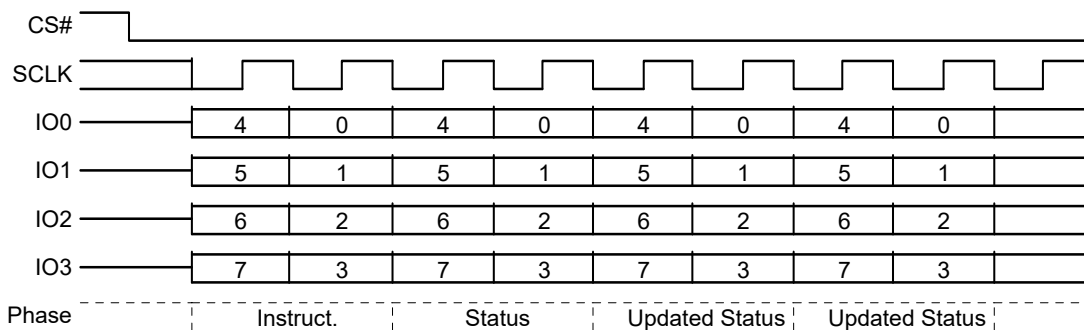 CS#
SCLK
IO0 4 0 4 0 4 0 4 0
IO1 5 1 5 1 5 1 5 1
IO2 6 2 6 2 6 2 6 2
IO3 7 3 7 3 7 3 7 3
Phase Instruct. Status Updated Status Updated Status